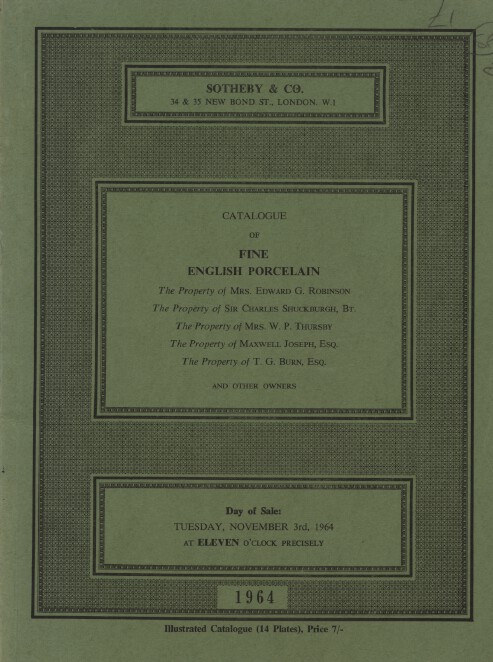 £1
SOTHEBY & CO.
34 & 35 NEW BOND ST., LONDON, W.1
CATALOGUE
OF
FINE
ENGLISH PORCELAIN
The Property of MRS. EDWARD G. ROBINSON
The Property of SIR CHARLES SHUCKBURGH, BT.
The Property of MRS. W. P. THURSBY
The Property of MAXWELL JOSEPH, ESQ.
The Property of T. G. BURN, ESQ.
AND OTHER OWNERS
Day of Sale:
TUESDAY, NOVEMBER 3rd, 1964
AT ELEVEN O'CLOCK PRECISELY
1964
Illustrated Catalogue (14 Plates), Price 7/-